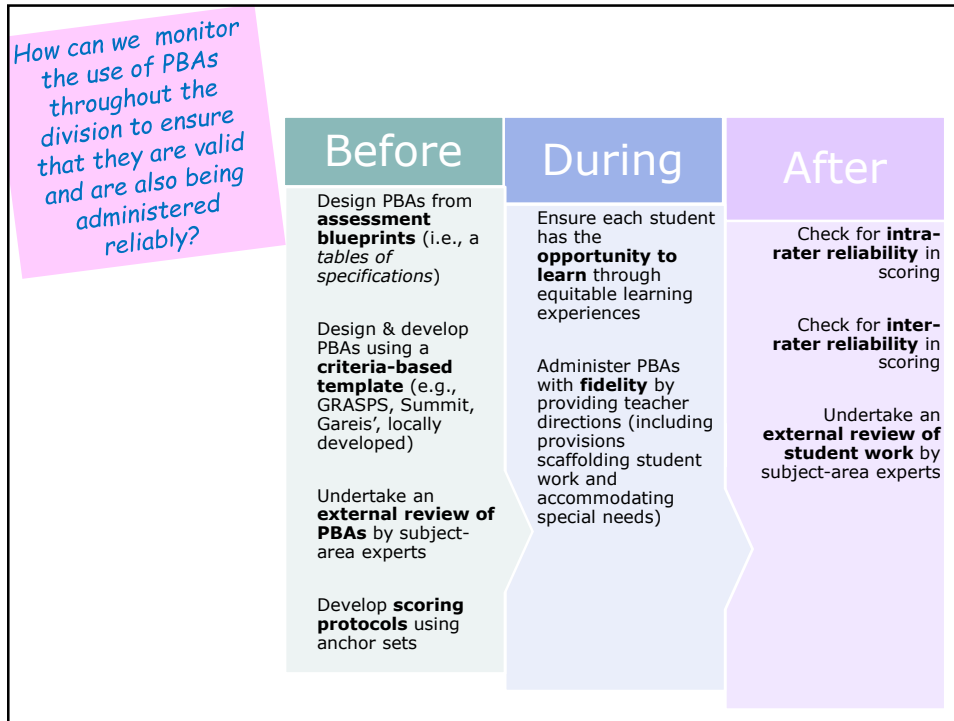 How can we monitor
the use of PBAs
throughout the
division to ensure
that they are valid
and are also being
administered
reliably?
Before
Design PBAs from
assessment
blueprints (i.e., a
tables of
specifications)
Design & develop
PBAs using a
criteria-based
template (e.g.,
GRASPS, Summit,
Gareis', locally
developed)
Undertake an
external review of
PBAs by subject-
area experts
Develop scoring
protocols using
anchor sets
During
Ensure each student
has the
opportunity to
learn through
equitable learning
experiences
Administer PBAs
with fidelity by
providing teacher
directions (including
provisions
scaffolding student
work and
accommodating
special needs)
After
Check for intra-
rater reliability in
scoring
Check for inter-
rater reliability in
scoring
Undertake an
external review of
student work by
subject-area experts